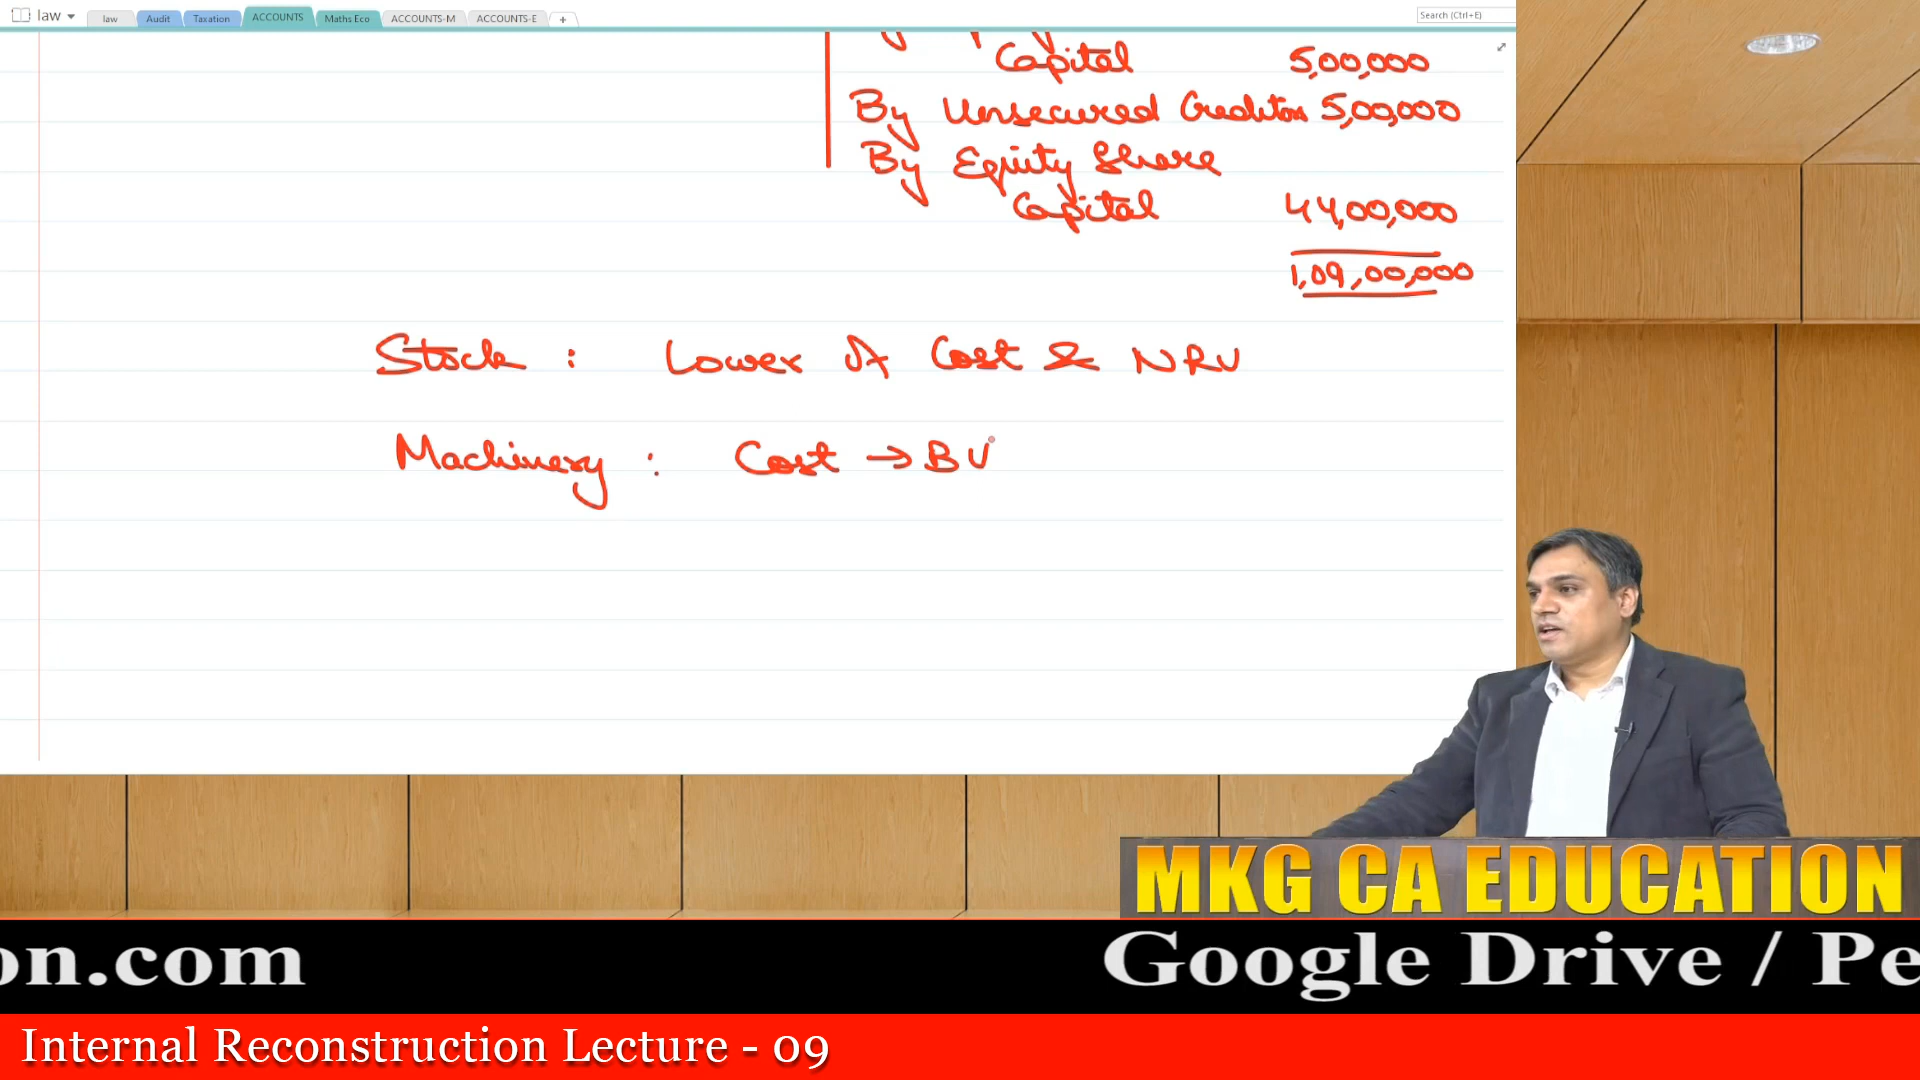 law
law Audit Taxation ACCOUNTS Maths Eco ACCOUNTS-M ACCOUNTS-E +
Search (Ctrl+E)
Capital 5,00,000
By Unsecured Creditors 5,00,000
By Equity Share
Capital 44,00,000
1,09,00,000
Stock : Lower of Cost & NRV
Machinery : Cost → BV
MKG CA EDUCATION
on.com Google Drive / Pe
Internal Reconstruction Lecture - 09